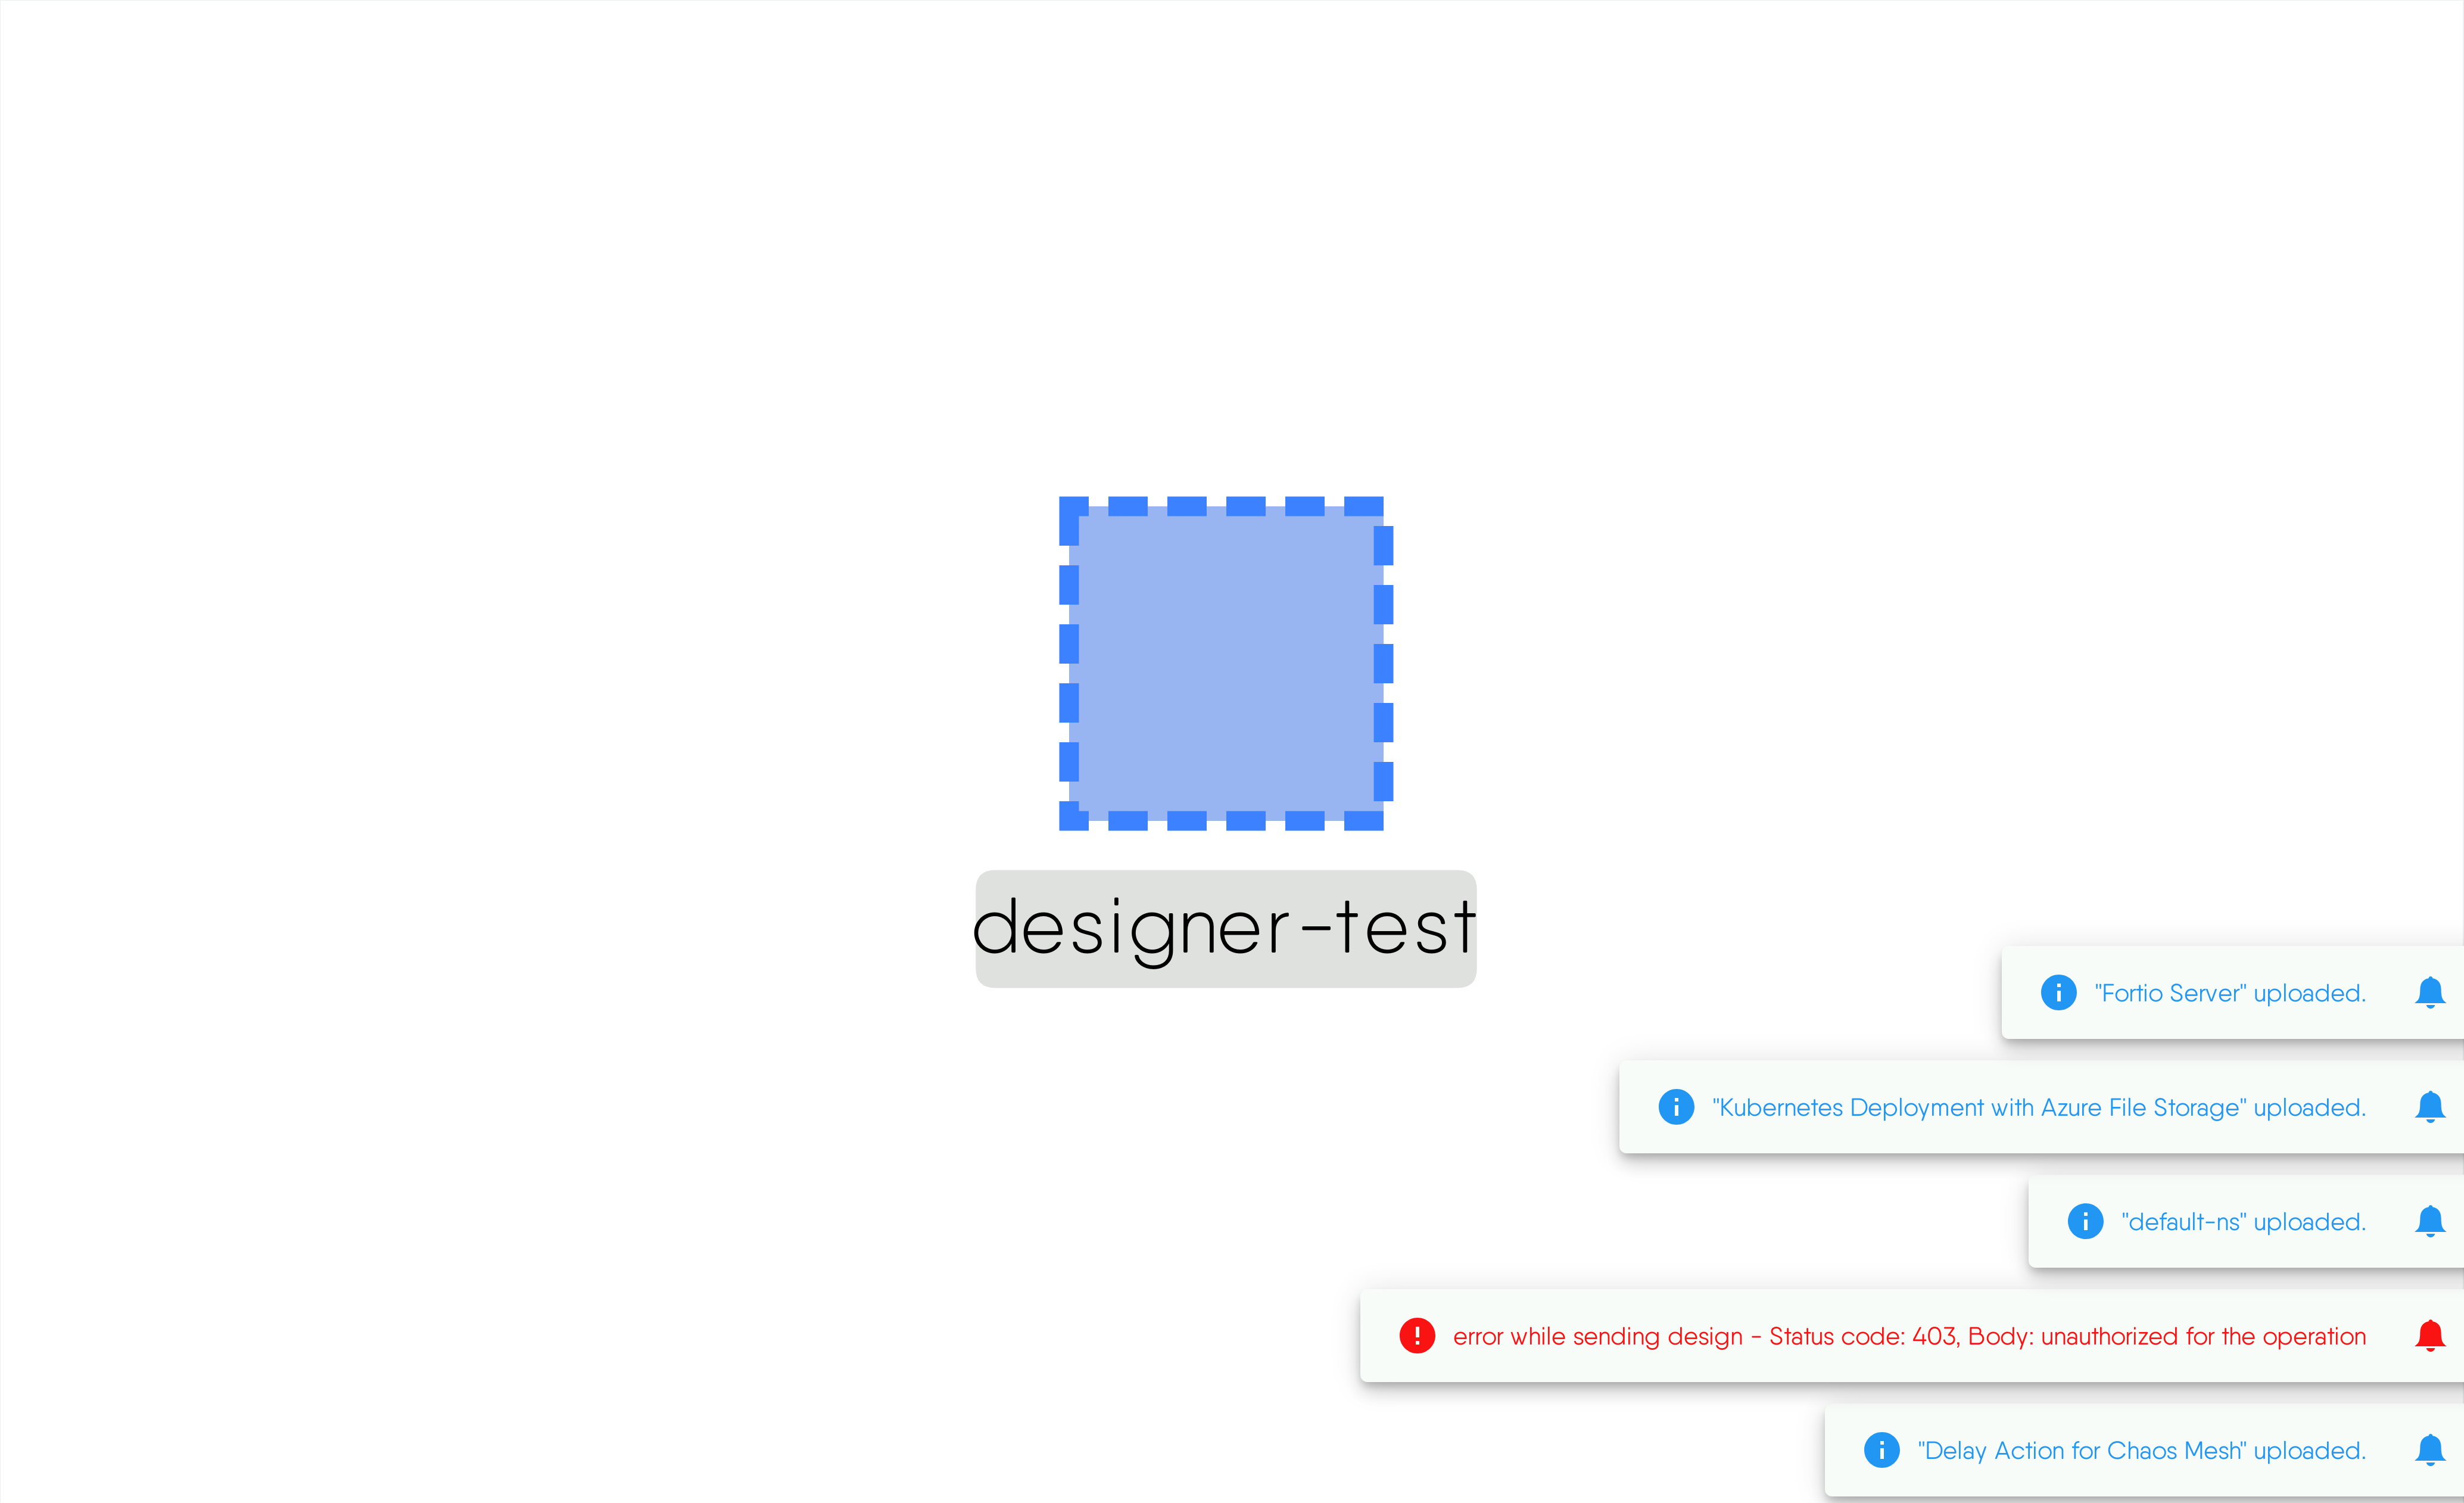 designer-test
"Fortio Server" uploaded.
"Kubernetes Deployment with Azure File Storage" uploaded.
"default-ns" uploaded.
error while sending design - Status code: 403, Body: unauthorized for the operation
"Delay Action for Chaos Mesh" uploaded.